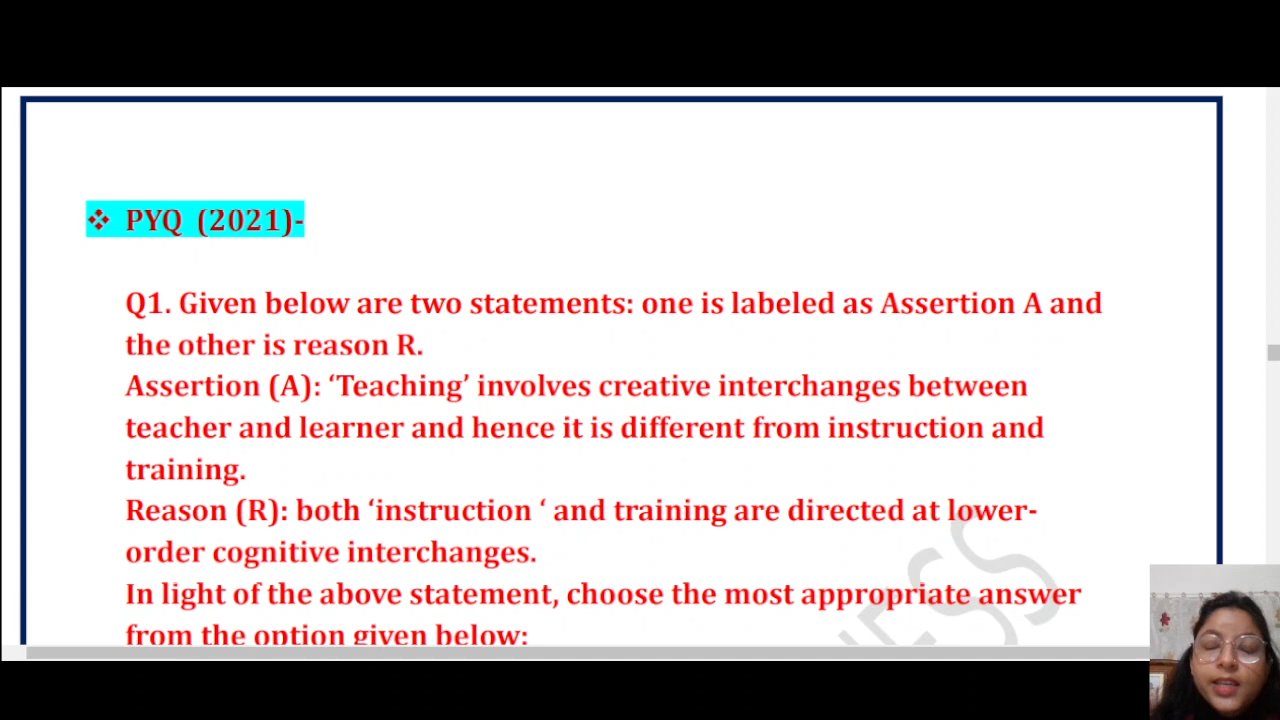 ❖ PYQ (2021)-
Q1. Given below are two statements: one is labeled as Assertion A and
the other is reason R.
Assertion (A): ‘Teaching’ involves creative interchanges between
teacher and learner and hence it is different from instruction and
training.
Reason (R): both ‘instruction ‘ and training are directed at lower-
order cognitive interchanges.
In light of the above statement, choose the most appropriate answer
from the option given below: